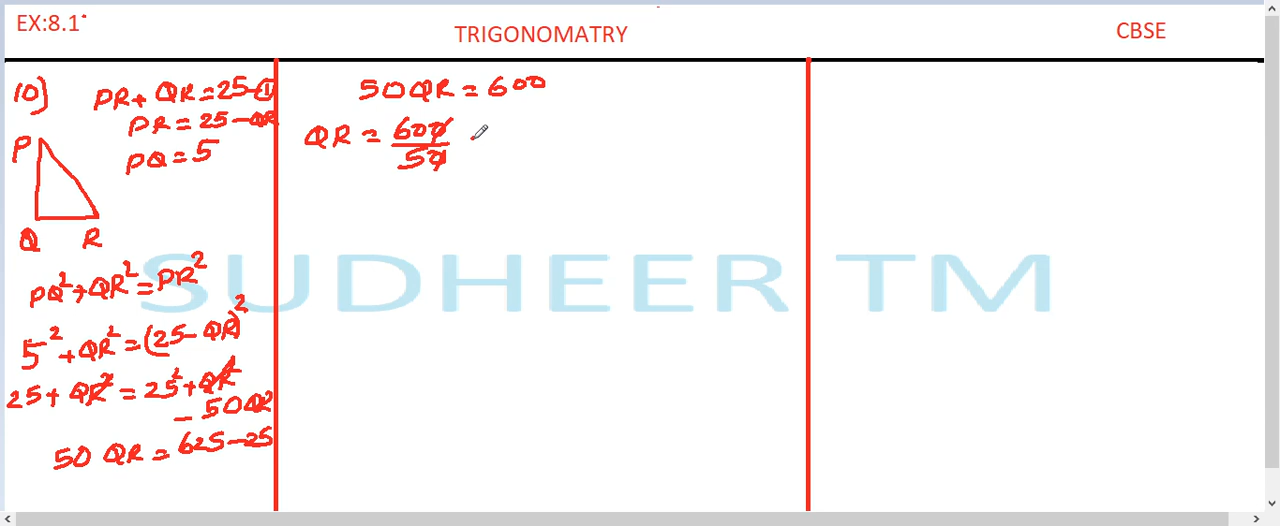 EX:8.1
TRIGONOMATRY
CBSE
10)
PR+ QR=25-①
PR=25-QR
PQ=5
P
Q R
PQ²+QR²=PR²
5²+QR²=(25-QR)²
25+QR²=25²+QR²
-50QR
50 QR=625-25
50QR=600
QR=600/50
SUDHEER TM